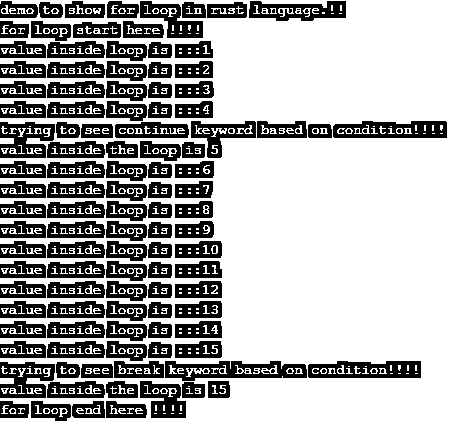 demo to show for loop in rust language.!!
for loop start here !!!!
value inside loop is :::1
value inside loop is :::2
value inside loop is :::3
value inside loop is :::4
trying to see continue keyword based on condition!!!!
value inside the loop is 5
value inside loop is :::6
value inside loop is :::7
value inside loop is :::8
value inside loop is :::9
value inside loop is :::10
value inside loop is :::11
value inside loop is :::12
value inside loop is :::13
value inside loop is :::14
value inside loop is :::15
trying to see break keyword based on condition!!!!
value inside the loop is 15
for loop end here !!!!